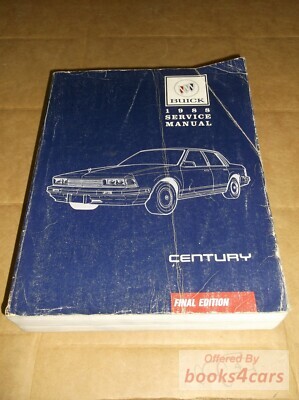 BUICK
1988
SERVICE
MANUAL
CENTURY
FINAL EDITION
Offered By
books4cars